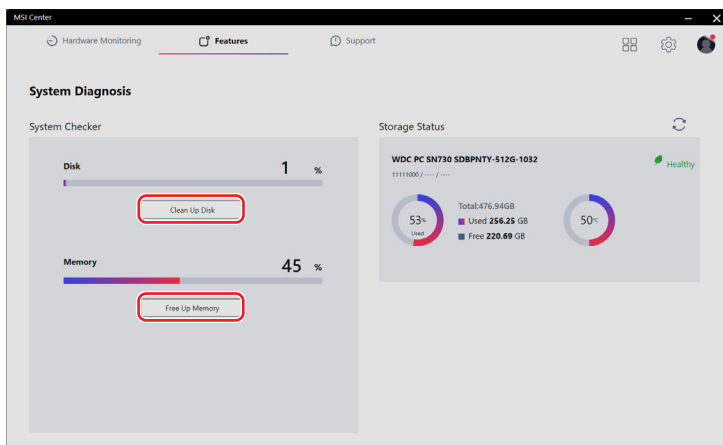 MSI Center
Hardware Monitoring
Features
Support
System Diagnosis
System Checker
Disk
1 %
Clean Up Disk
Memory
45 %
Free Up Memory
Storage Status
WDC PC SN730 SDBPNTY-512G-1032
11111000 / ---- / ----
Healthy
53%
Used
Total:476.94GB
Used 256.25 GB
Free 220.69 GB
50°C